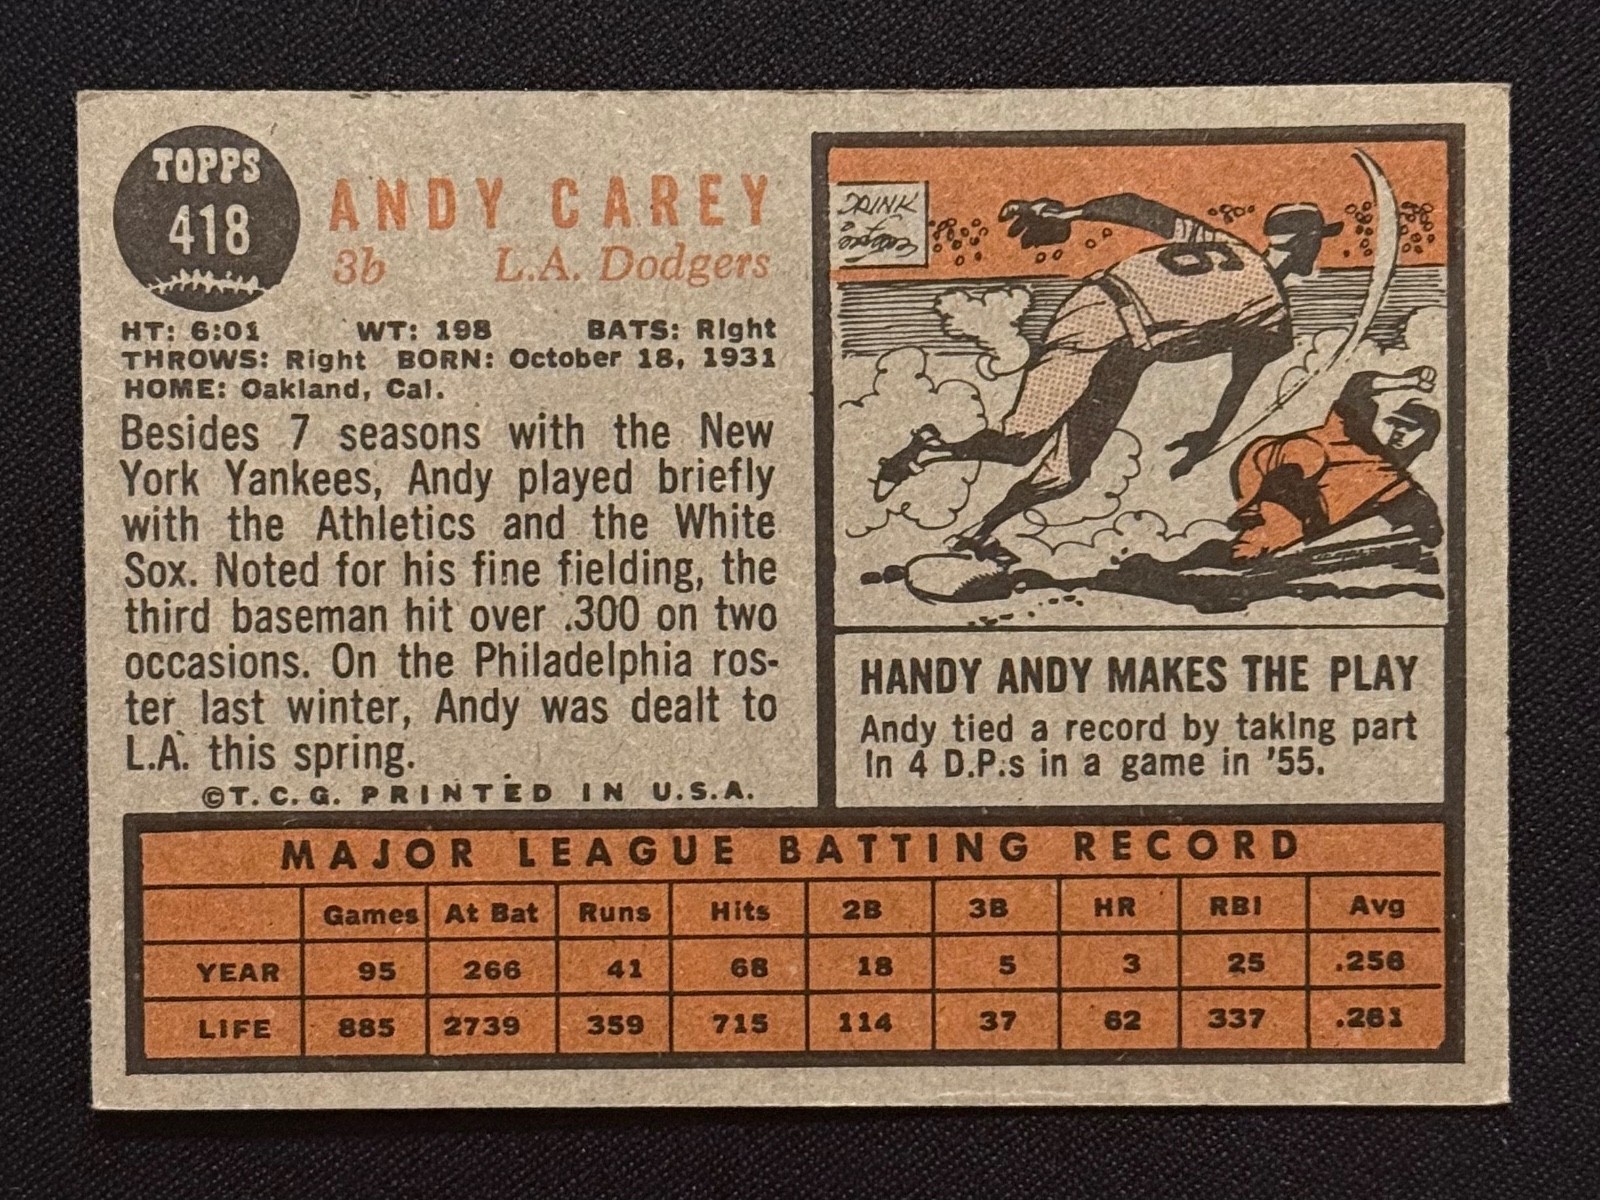 TOPPS
418
ANDY CAREY
3b L.A. Dodgers
HT: 6:01 WT: 198 BATS: Right
THROWS: Right BORN: October 18, 1931
HOME: Oakland, Cal.
Besides 7 seasons with the New
York Yankees, Andy played briefly
with the Athletics and the White
Sox. Noted for his fine fielding, the
third baseman hit over .300 on two
occasions. On the Philadelphia ros-
ter last winter, Andy was dealt to
L.A. this spring.
©T.C.G. PRINTED IN U.S.A.
DRINK
6
HANDY ANDY MAKES THE PLAY
Andy tied a record by taking part
in 4 D.P.s in a game in '55.
MAJOR LEAGUE BATTING RECORD
Games At Bat Runs Hits 2B 3B HR RBI Avg
YEAR 95 266 41 68 18 5 3 25 .256
LIFE 885 2739 359 715 114 37 62 337 .261